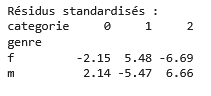 Résidus standardisés :
categorie 0 1 2
genre
f -2.15 5.48 -6.69
m 2.14 -5.47 6.66